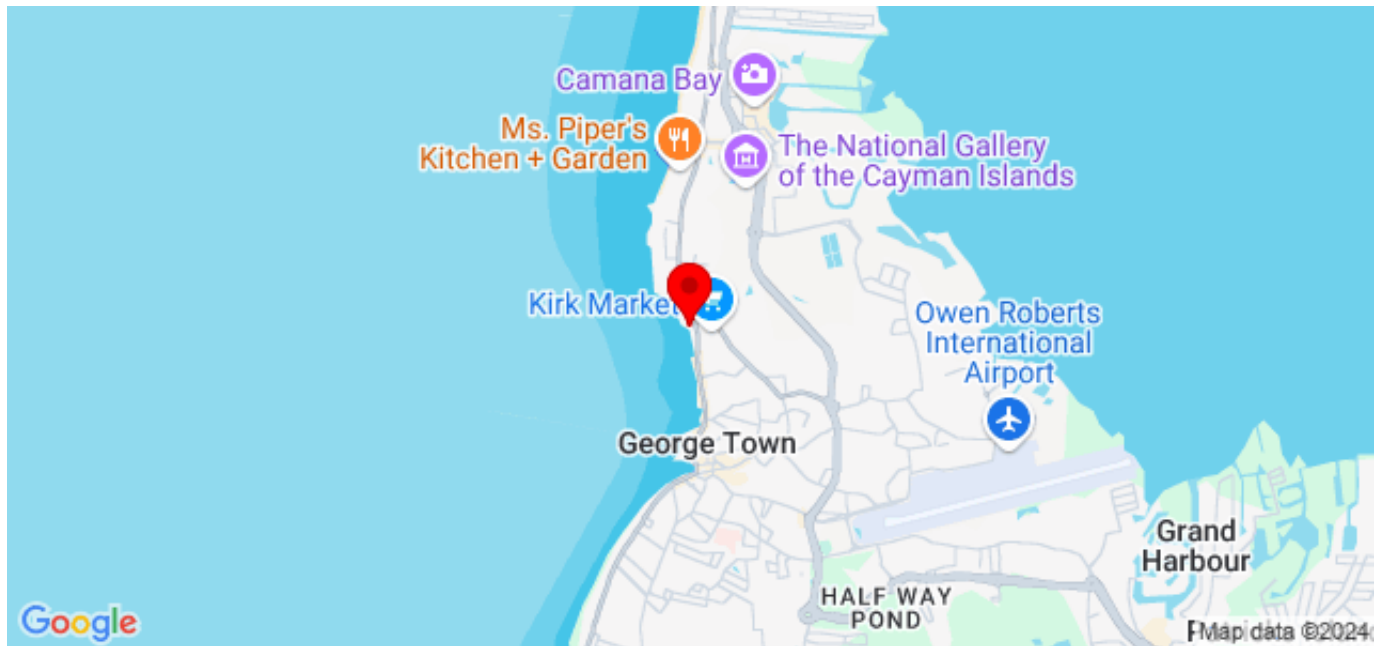 Camana Bay
Ms. Piper's
Kitchen + Garden
The National Gallery
of the Cayman Islands
Kirk Market
Owen Roberts
International
Airport
George Town
Grand
Harbour
HALF WAY
POND
Google
Map data ©2024